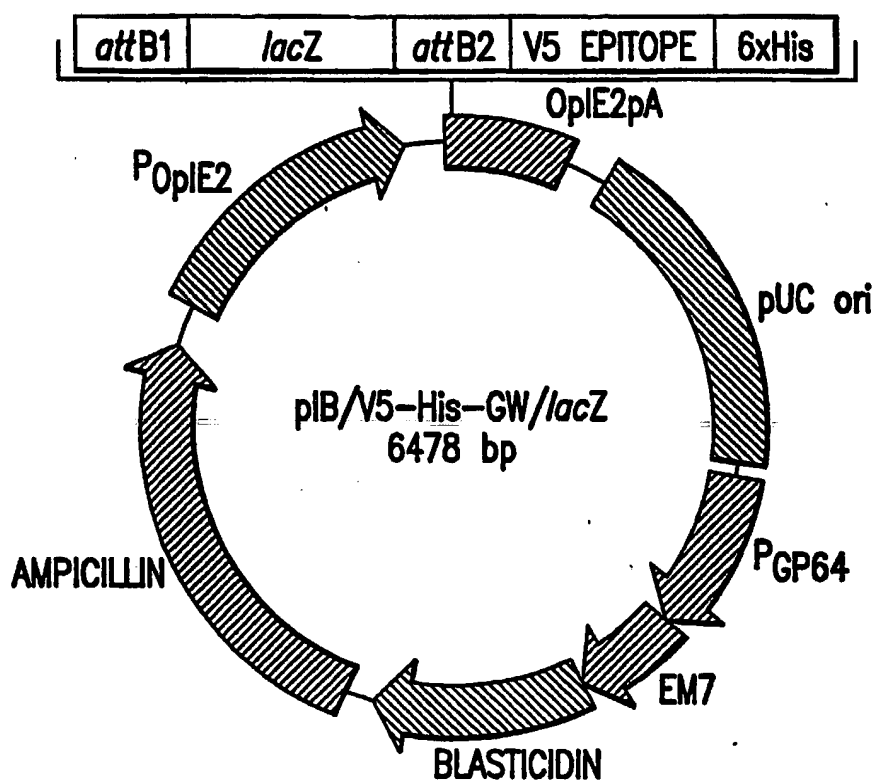 attB1 lacZ attB2 V5 EPITOPE 6xHis
OpIE2pA
POpIE2
pUC ori
pIB/V5-His-GW/lacZ
6478 bp
PGP64
AMPICILLIN
EM7
BLASTICIDIN